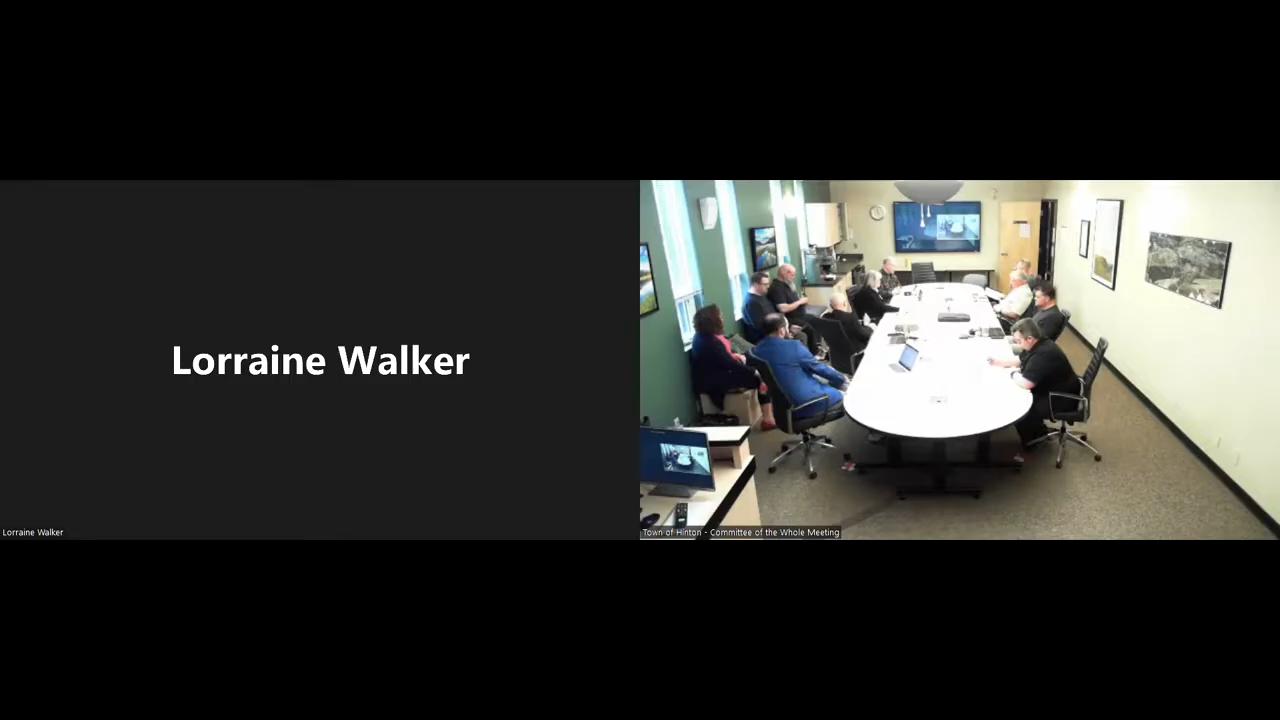 Lorraine Walker
Lorraine Walker
Town of Hinton - Committee of the Whole Meeting